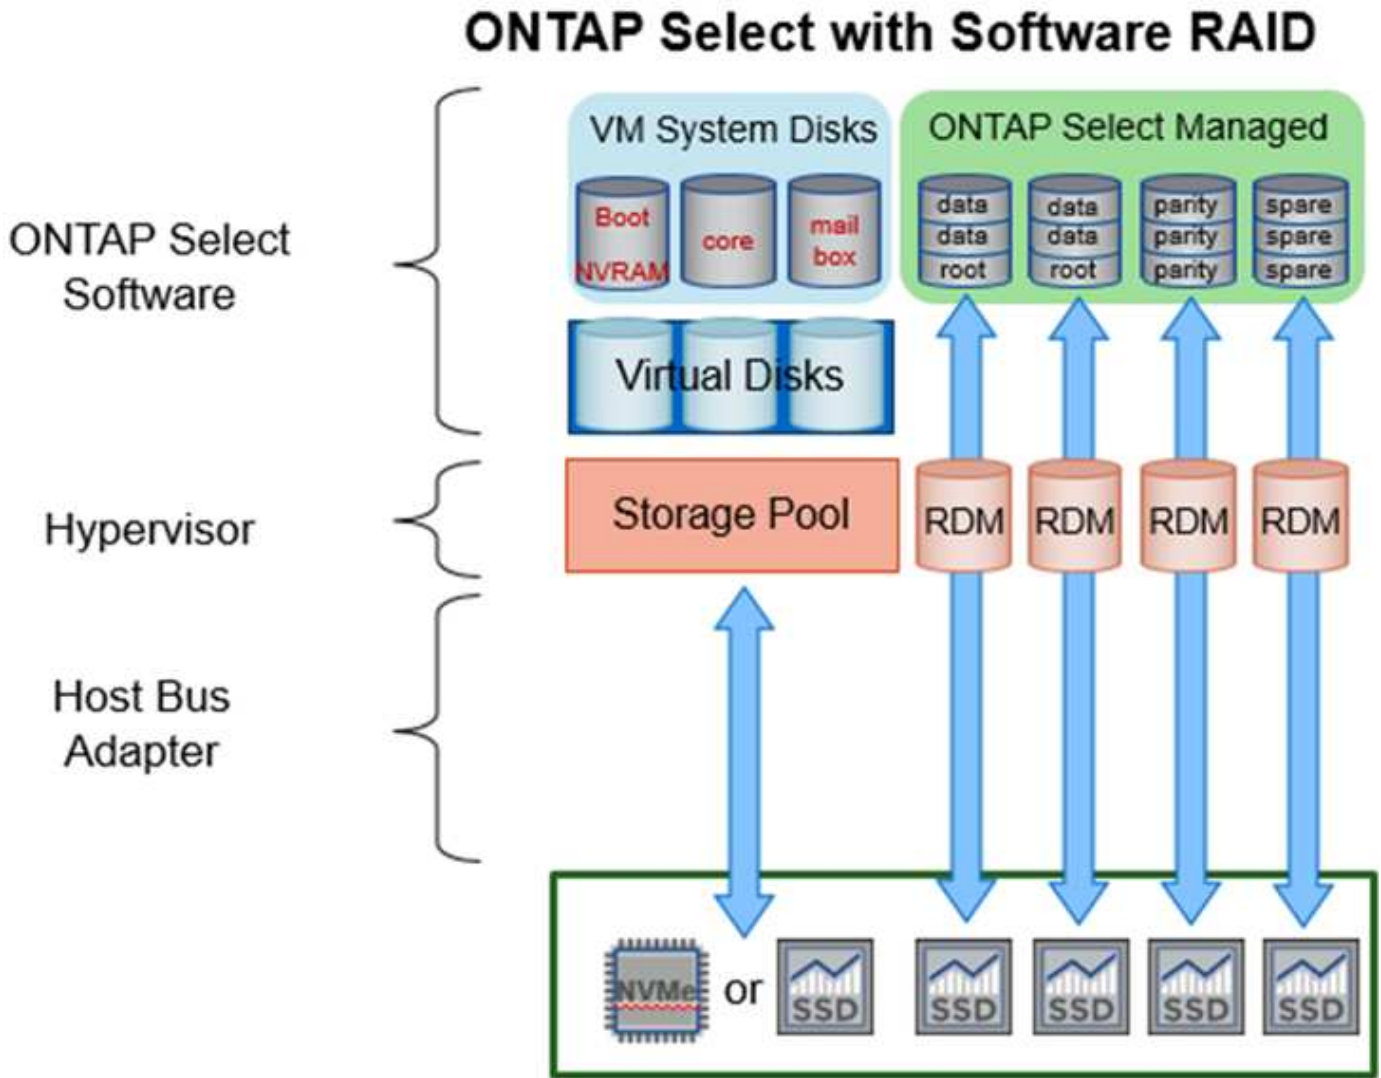 ONTAP Select with Software RAID
ONTAP Select
Software
VM System Disks
Boot
NVRAM
core
mail
box
ONTAP Select Managed
data
data
root
data
data
root
parity
parity
parity
spare
spare
spare
Virtual Disks
Hypervisor
Storage Pool
RDM
RDM
RDM
RDM
Host Bus
Adapter
NVMe
or
SSD
SSD
SSD
SSD
SSD